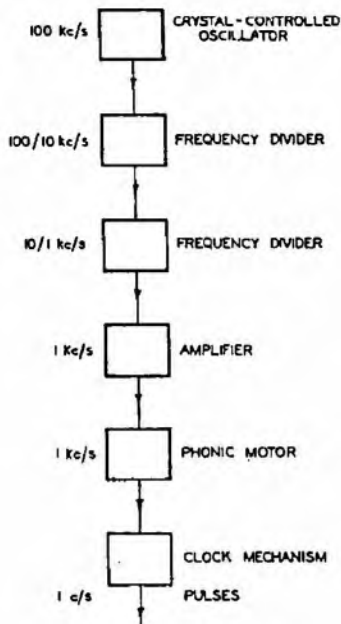 100 kc/s
CRYSTAL-CONTROLLED
OSCILLATOR
100/10 kc/s
FREQUENCY DIVIDER
10/1 kc/s
FREQUENCY DIVIDER
1 Kc/s
AMPLIFIER
1 Kc/s
PHONIC MOTOR
CLOCK MECHANISM
1 c/s
PULSES